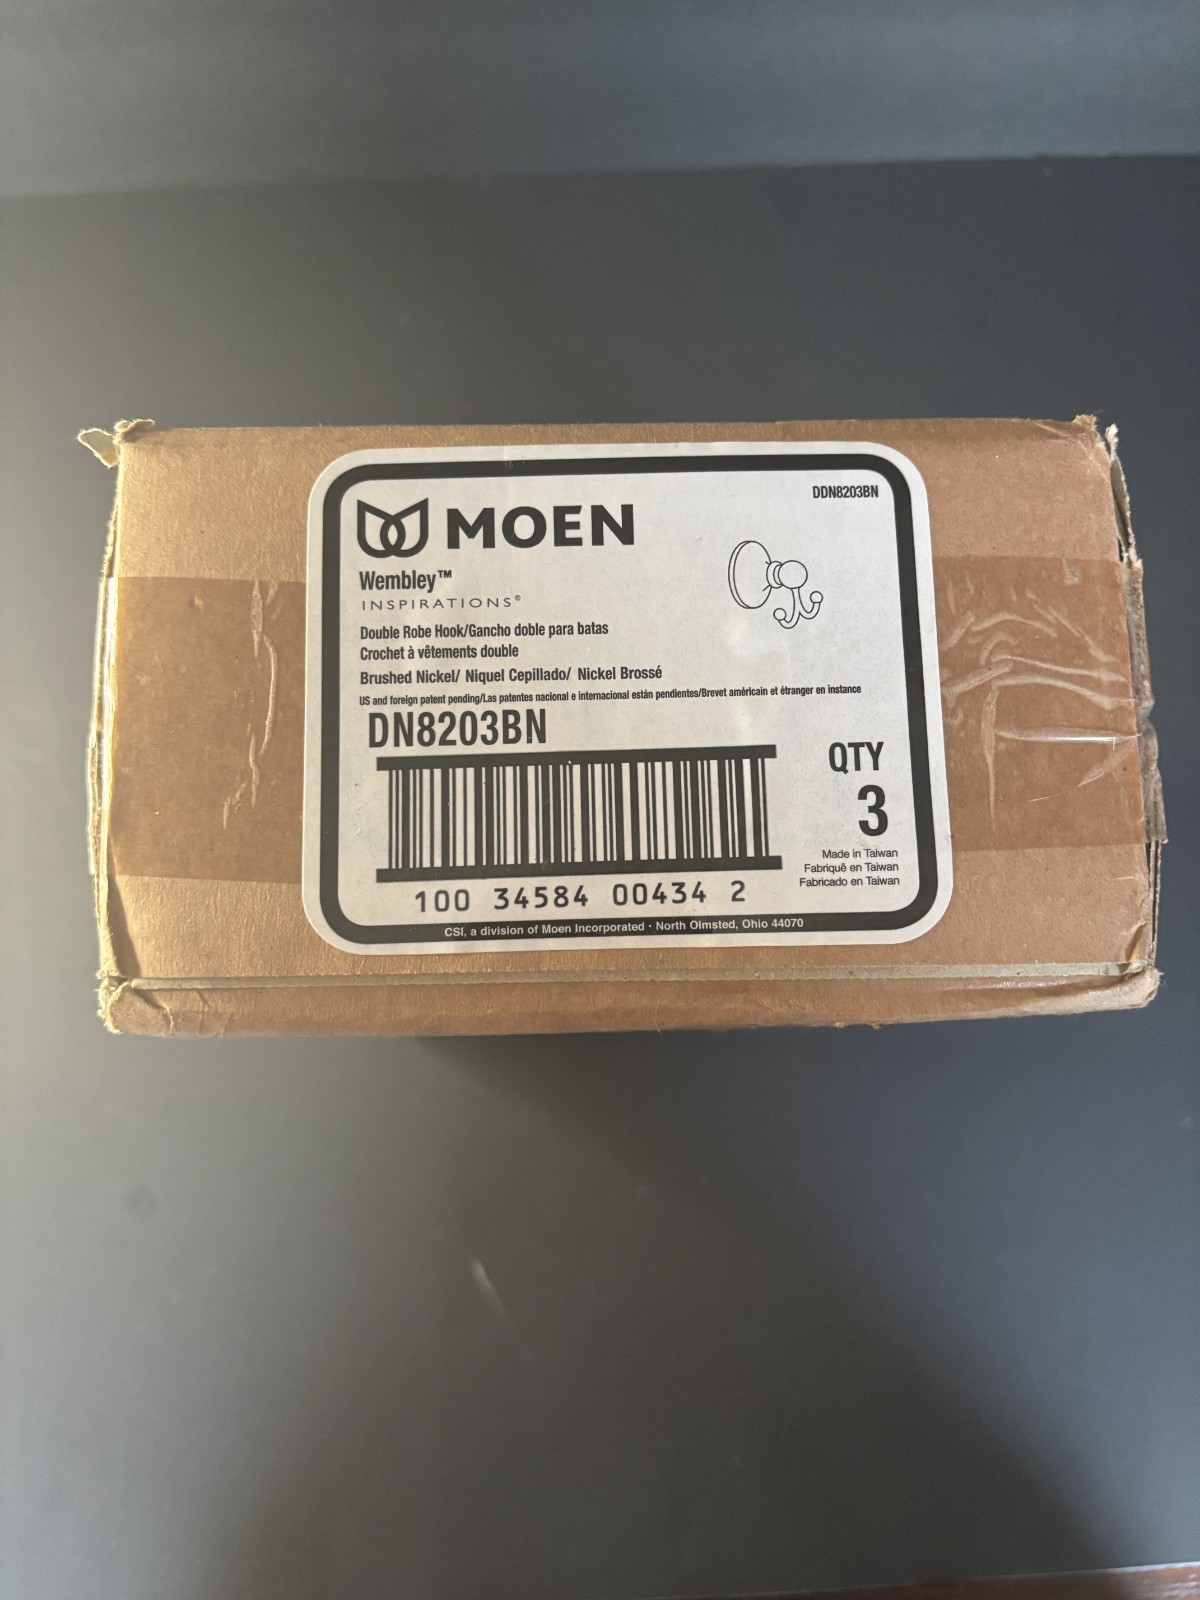 DDN8203BN
MOEN
Wembley™
INSPIRATIONS®
Double Robe Hook/Gancho doble para batas
Crochet à vêtements double
Brushed Nickel/ Niquel Cepillado/ Nickel Brossé
US and foreign patent pending/Las patentes nacional e internacional están pendientes/Brevet américain et étranger en instance
DN8203BN
QTY
3
Made in Taiwan
Fabriquè en Taiwan
Fabricado en Taiwan
100 34584 00434 2
CSI, a division of Moen Incorporated · North Olmsted, Ohio 44070